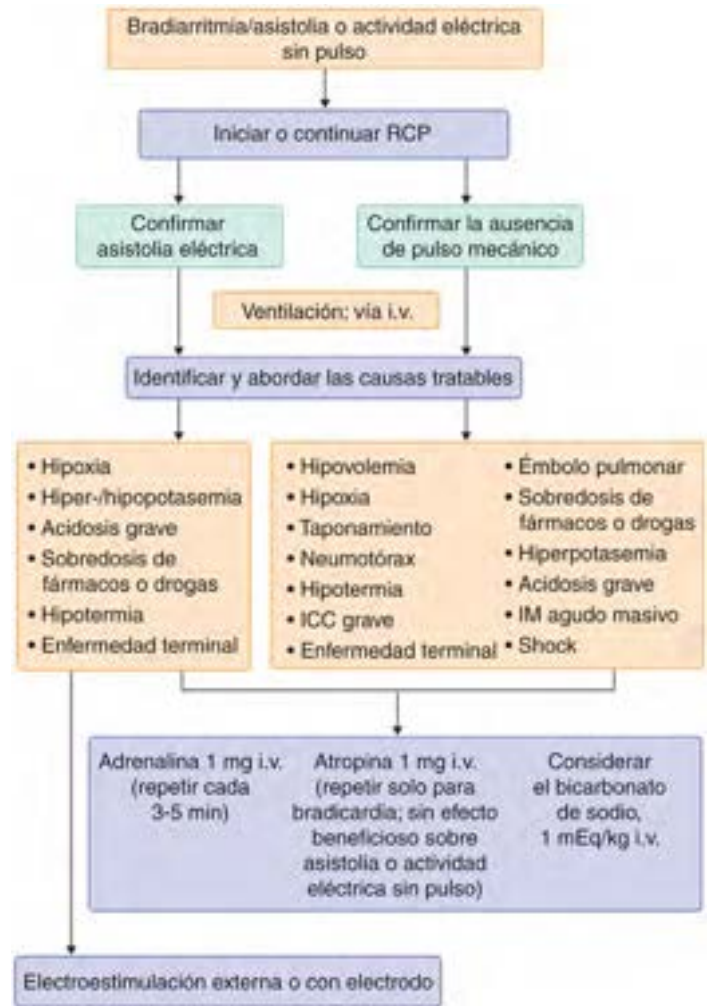 Bradiarritmia/asistolia o actividad eléctrica
sin pulso
Iniciar o continuar RCP
Confirmar
asistolia eléctrica
Confirmar la ausencia
de pulso mecánico
Ventilación; vía i.v.
Identificar y abordar las causas tratables
• Hipoxia
• Hiper-/hipopotasemia
• Acidosis grave
• Sobredosis de
fármacos o drogas
• Hipotermia
• Enfermedad terminal
• Hipovolemia
• Hipoxia
• Taponamiento
• Neumotórax
• Hipotermia
• ICC grave
• Enfermedad terminal
• Émbolo pulmonar
• Sobredosis de
fármacos o drogas
• Hiperpotasemia
• Acidosis grave
• IM agudo masivo
• Shock
Adrenalina 1 mg i.v.
(repetir cada
3-5 min)
Atropina 1 mg i.v.
(repetir solo para
bradicardia; sin efecto
beneficioso sobre
asistolia o actividad
eléctrica sin pulso)
Considerar
el bicarbonato
de sodio,
1 mEq/kg i.v.
Electroestimulación externa o con electrodo